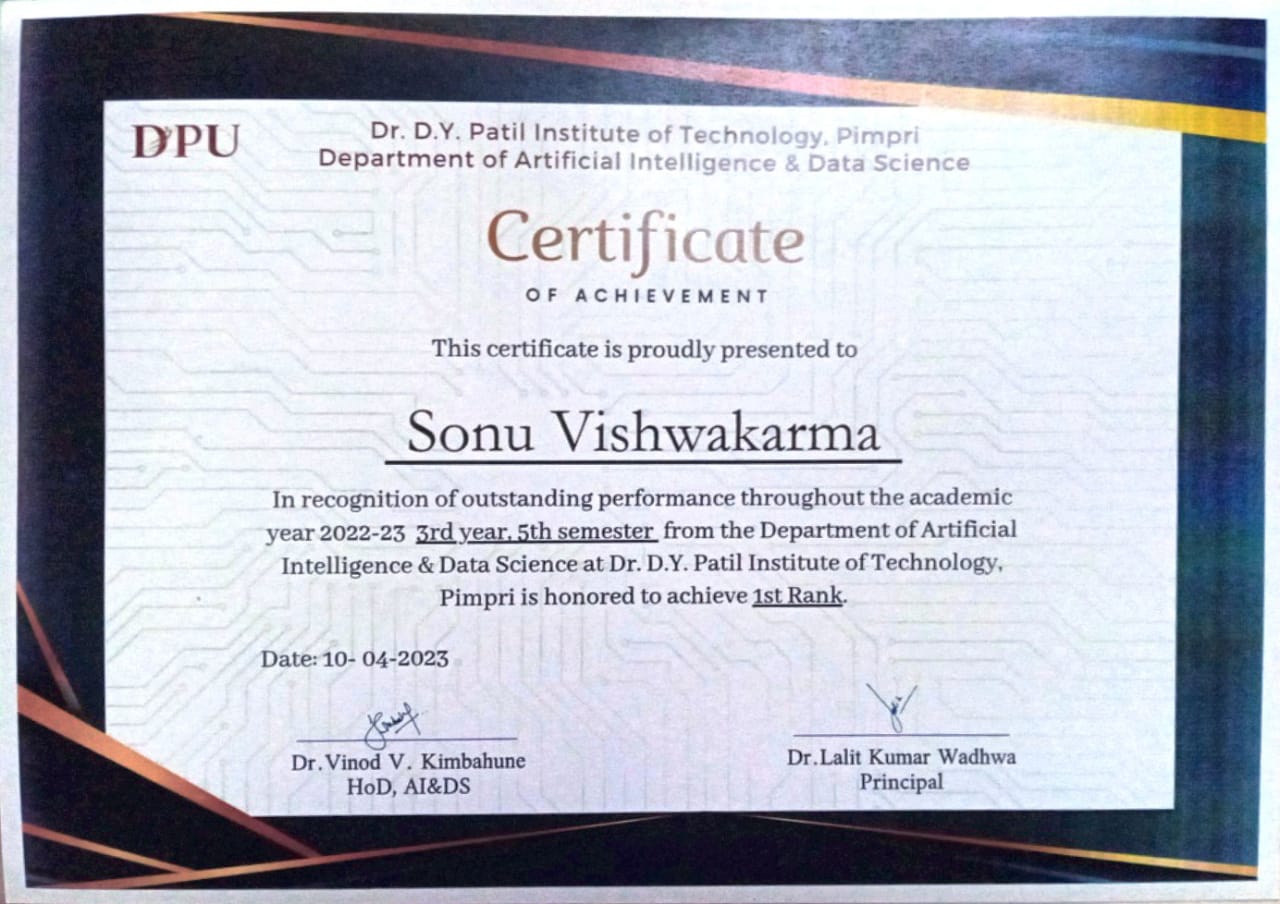 DPU
Dr. D.Y. Patil Institute of Technology, Pimpri
Department of Artificial Intelligence & Data Science
Certificate
OF ACHIEVEMENT
This certificate is proudly presented to
Sonu Vishwakarma
In recognition of outstanding performance throughout the academic
year 2022-23 3rd year, 5th semester from the Department of Artificial
Intelligence & Data Science at Dr. D.Y. Patil Institute of Technology,
Pimpri is honored to achieve 1st Rank.
Date: 10- 04-2023
Dr.Vinod V. Kimbahune
HoD, AI&DS
Dr.Lalit Kumar Wadhwa
Principal